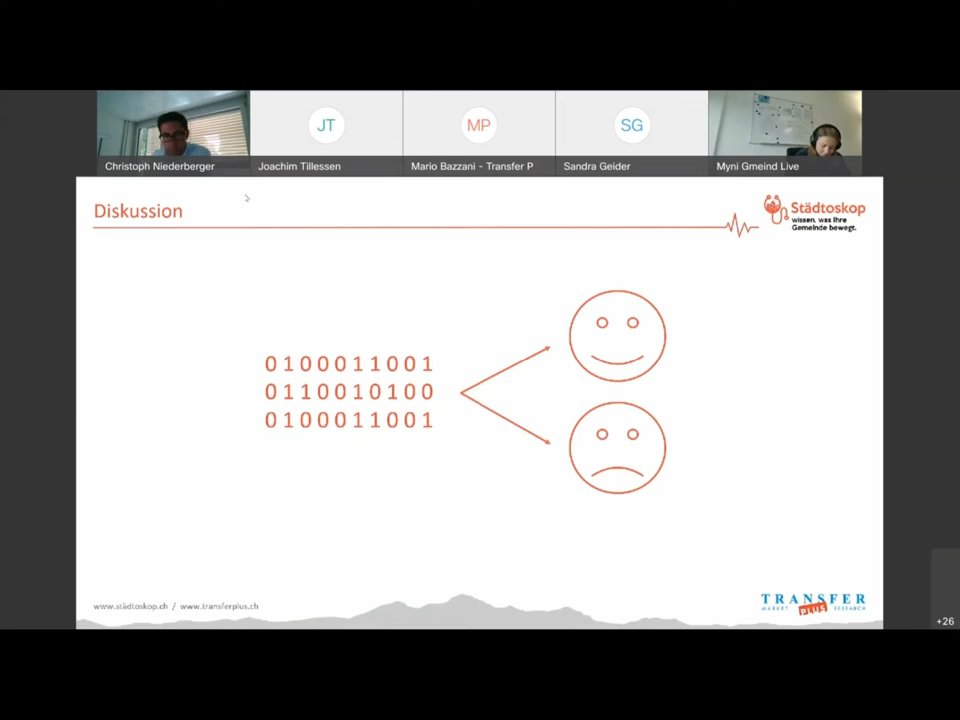 JT
MP
SG
Christoph Niederberger
Joachim Tillessen
Mario Bazzani - Transfer P
Sandra Geider
Myni Gmeind Live
Diskussion
Städtoskop
wissen, was Ihre
Gemeinde bewegt.
0 1 0 0 0 1 1 0 0 1
0 1 1 0 0 1 0 1 0 0
0 1 0 0 0 1 1 0 0 1
www.städtoskop.ch / www.transferplus.ch
TRANSFER
MARKET PLUS RESEARCH
+26